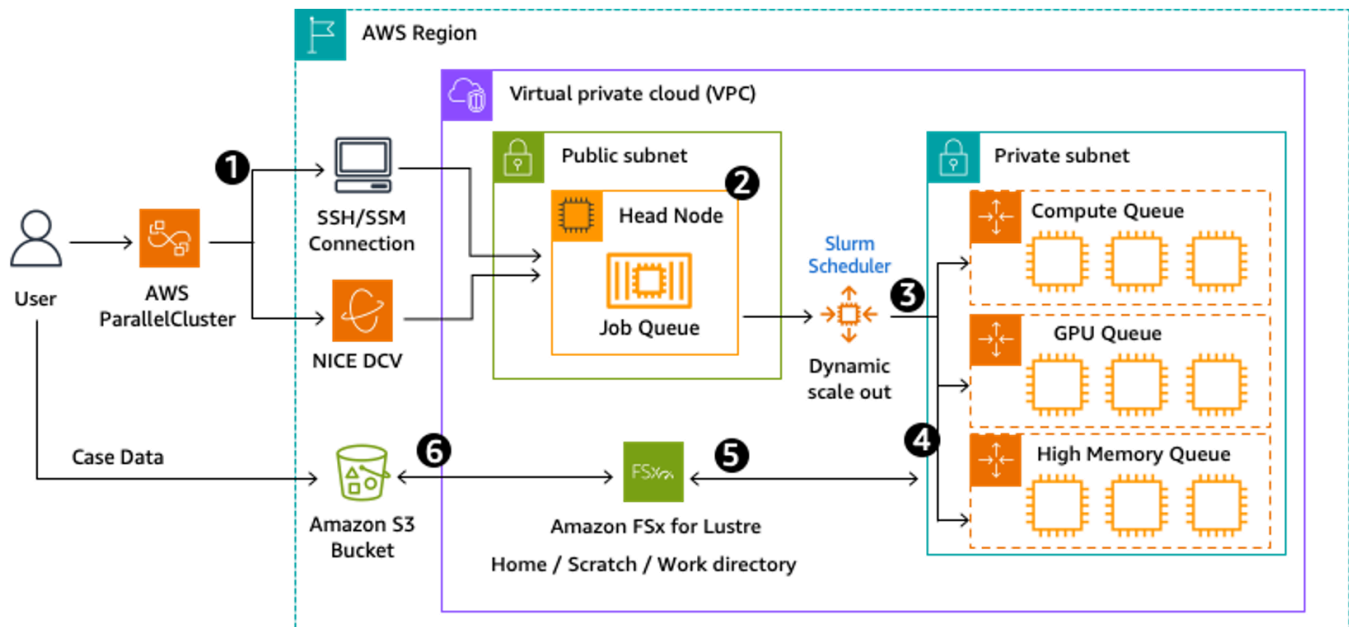 AWS Region
Virtual private cloud (VPC)
Public subnet
Private subnet
1
2
Head Node
Compute Queue
SSH/SSM
Connection
Slurm
Scheduler
3
User
AWS
ParallelCluster
Job Queue
GPU Queue
NICE DCV
Dynamic
scale out
4
High Memory Queue
Case Data
6
FSx
5
Amazon S3
Bucket
Amazon FSx for Lustre
Home / Scratch / Work directory